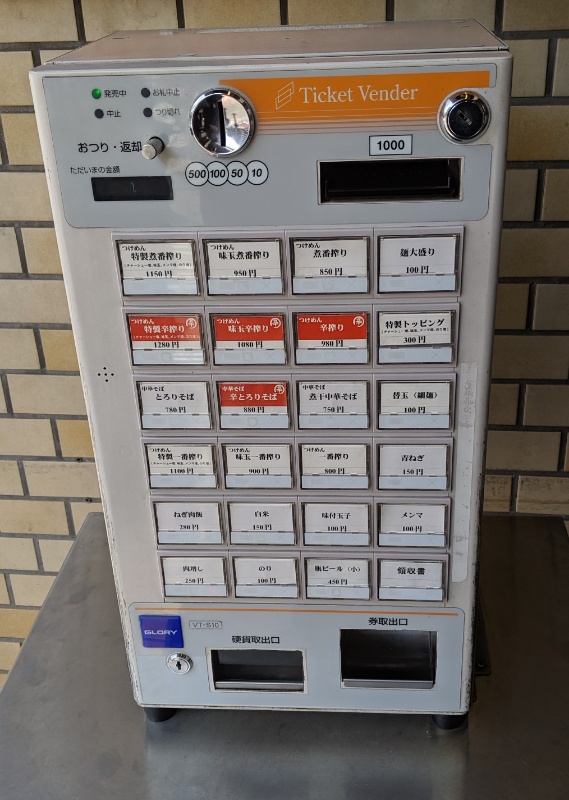 発売中
お札中止
中止
つり切れ
Ticket Vender
おつり・返却
ただいまの金額
500 100 50 10
1000
つけめん
特製煮番搾り
1150円
つけめん
味玉煮番搾り
950円
つけめん
煮番搾り
850円
麺大盛り
100円
つけめん
特製辛搾り
1280円
つけめん
味玉辛搾り
1080円
つけめん
辛搾り
980円
特製トッピング
300円
中華そば
とろりそば
780円
中華そば
辛とろりそば
880円
中華そば
煮干中華そば
750円
替玉(細麺)
100円
つけめん
特製一番搾り
1100円
つけめん
味玉一番搾り
900円
つけめん
一番搾り
800円
青ねぎ
150円
ねぎ肉飯
280円
白米
150円
味付玉子
100円
メンマ
100円
肉増し
250円
のり
100円
瓶ビール(小)
450円
領収書
GLORY
VT-S10
硬貨取出口
券取出口